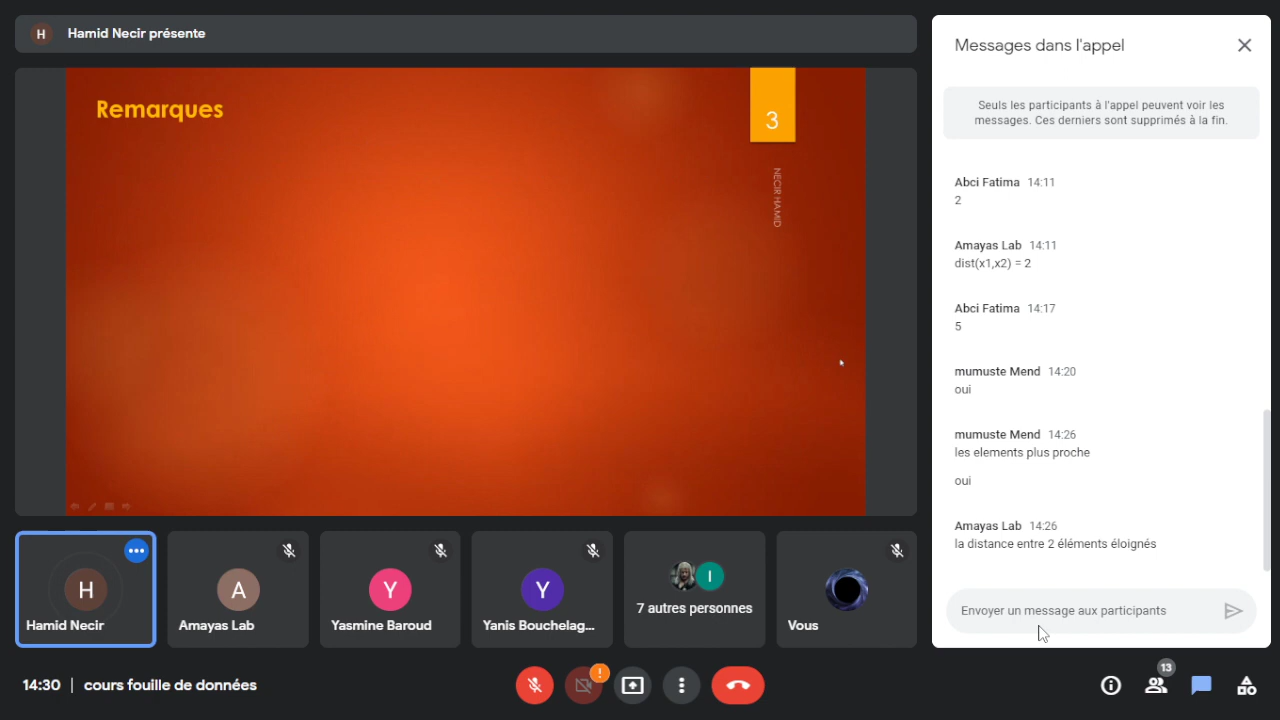 H
Hamid Necir présente
Remarques
3
NECIR HAMID
Messages dans l'appel
Seuls les participants à l'appel peuvent voir les
messages. Ces derniers sont supprimés à la fin.
Abci Fatima 14:11
2
Amayas Lab 14:11
dist(x1,x2) = 2
Abci Fatima 14:17
5
mumuste Mend 14:20
oui
mumuste Mend 14:26
les elements plus proche
oui
Amayas Lab 14:26
la distance entre 2 éléments éloignés
Envoyer un message aux participants
H
Hamid Necir
A
Amayas Lab
Y
Yasmine Baroud
Y
Yanis Bouchelag...
I
7 autres personnes
Vous
14:30 | cours fouille de données
!
13